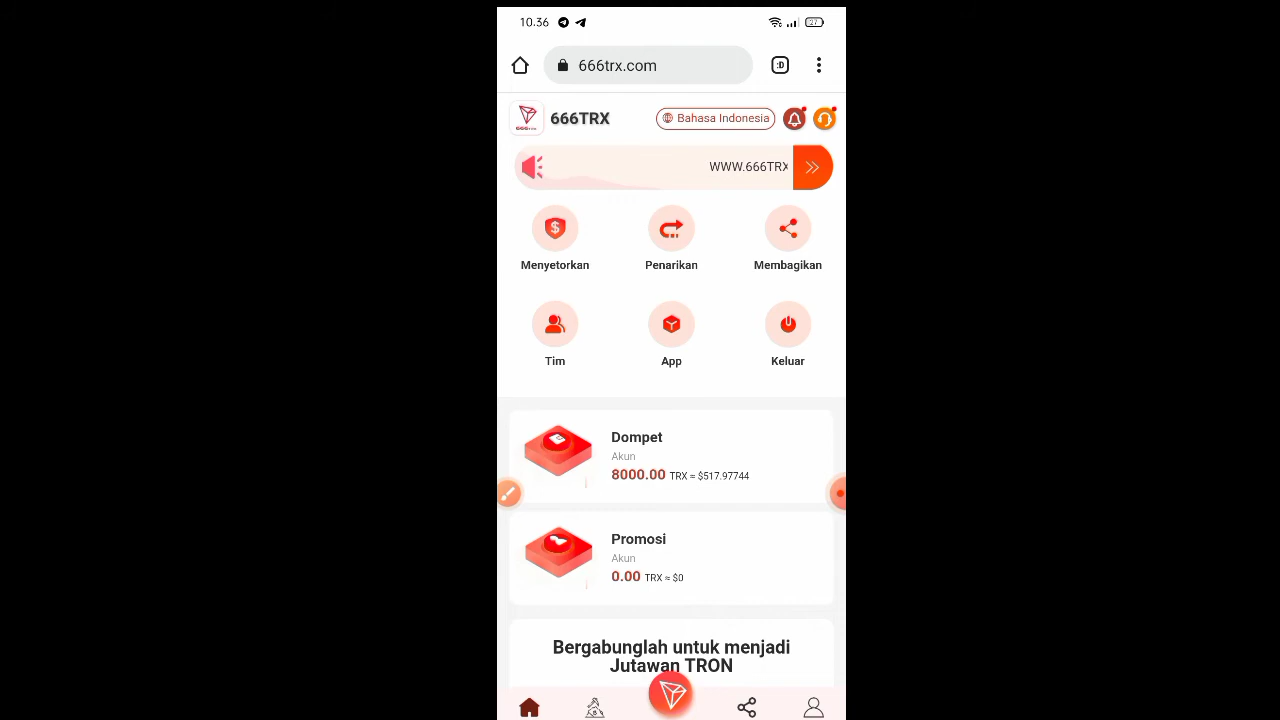 10.36
27
666trx.com
:D
666TRX
Bahasa Indonesia
WWW.666TRX
Menyetorkan
Penarikan
Membagikan
Tim
App
Keluar
Dompet
Akun
8000.00 TRX ≈ $517.97744
Promosi
Akun
0.00 TRX ≈ $0
Bergabunglah untuk menjadi
Jutawan TRON